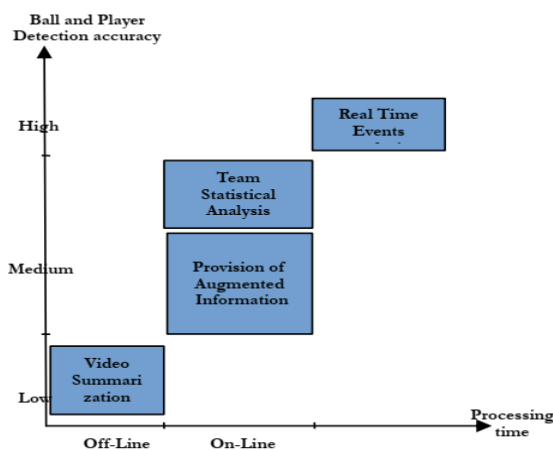 Ball and Player
Detection accuracy
High
Real Time
Events
Team
Statistical
Analysis
Medium
Provision of
Augmented
Information
Video
Summari
zation
Low
Processing
time
Off-Line
On-Line